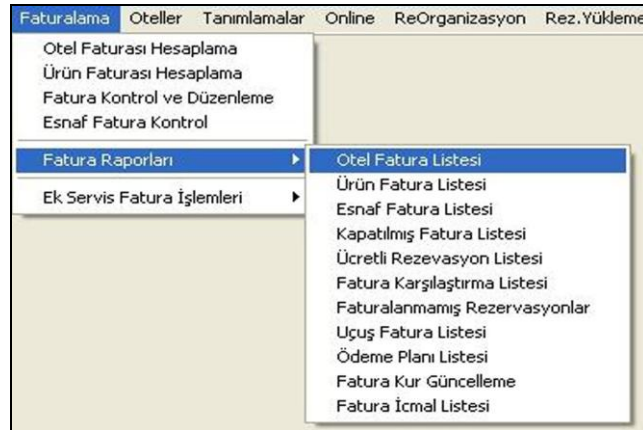 Faturalama Oteller Tanımlamalar Online ReOrganizasyon Rez.Yükleme
Otel Faturası Hesaplama
Ürün Faturası Hesaplama
Fatura Kontrol ve Düzenleme
Esnaf Fatura Kontrol
Fatura Raporları
Ek Servis Fatura İşlemleri
Otel Fatura Listesi
Ürün Fatura Listesi
Esnaf Fatura Listesi
Kapatılmış Fatura Listesi
Ücretli Rezevasyon Listesi
Fatura Karşılaştırma Listesi
Faturalanmamış Rezervasyonlar
Uçuş Fatura Listesi
Ödeme Planı Listesi
Fatura Kur Güncelleme
Fatura İcmal Listesi